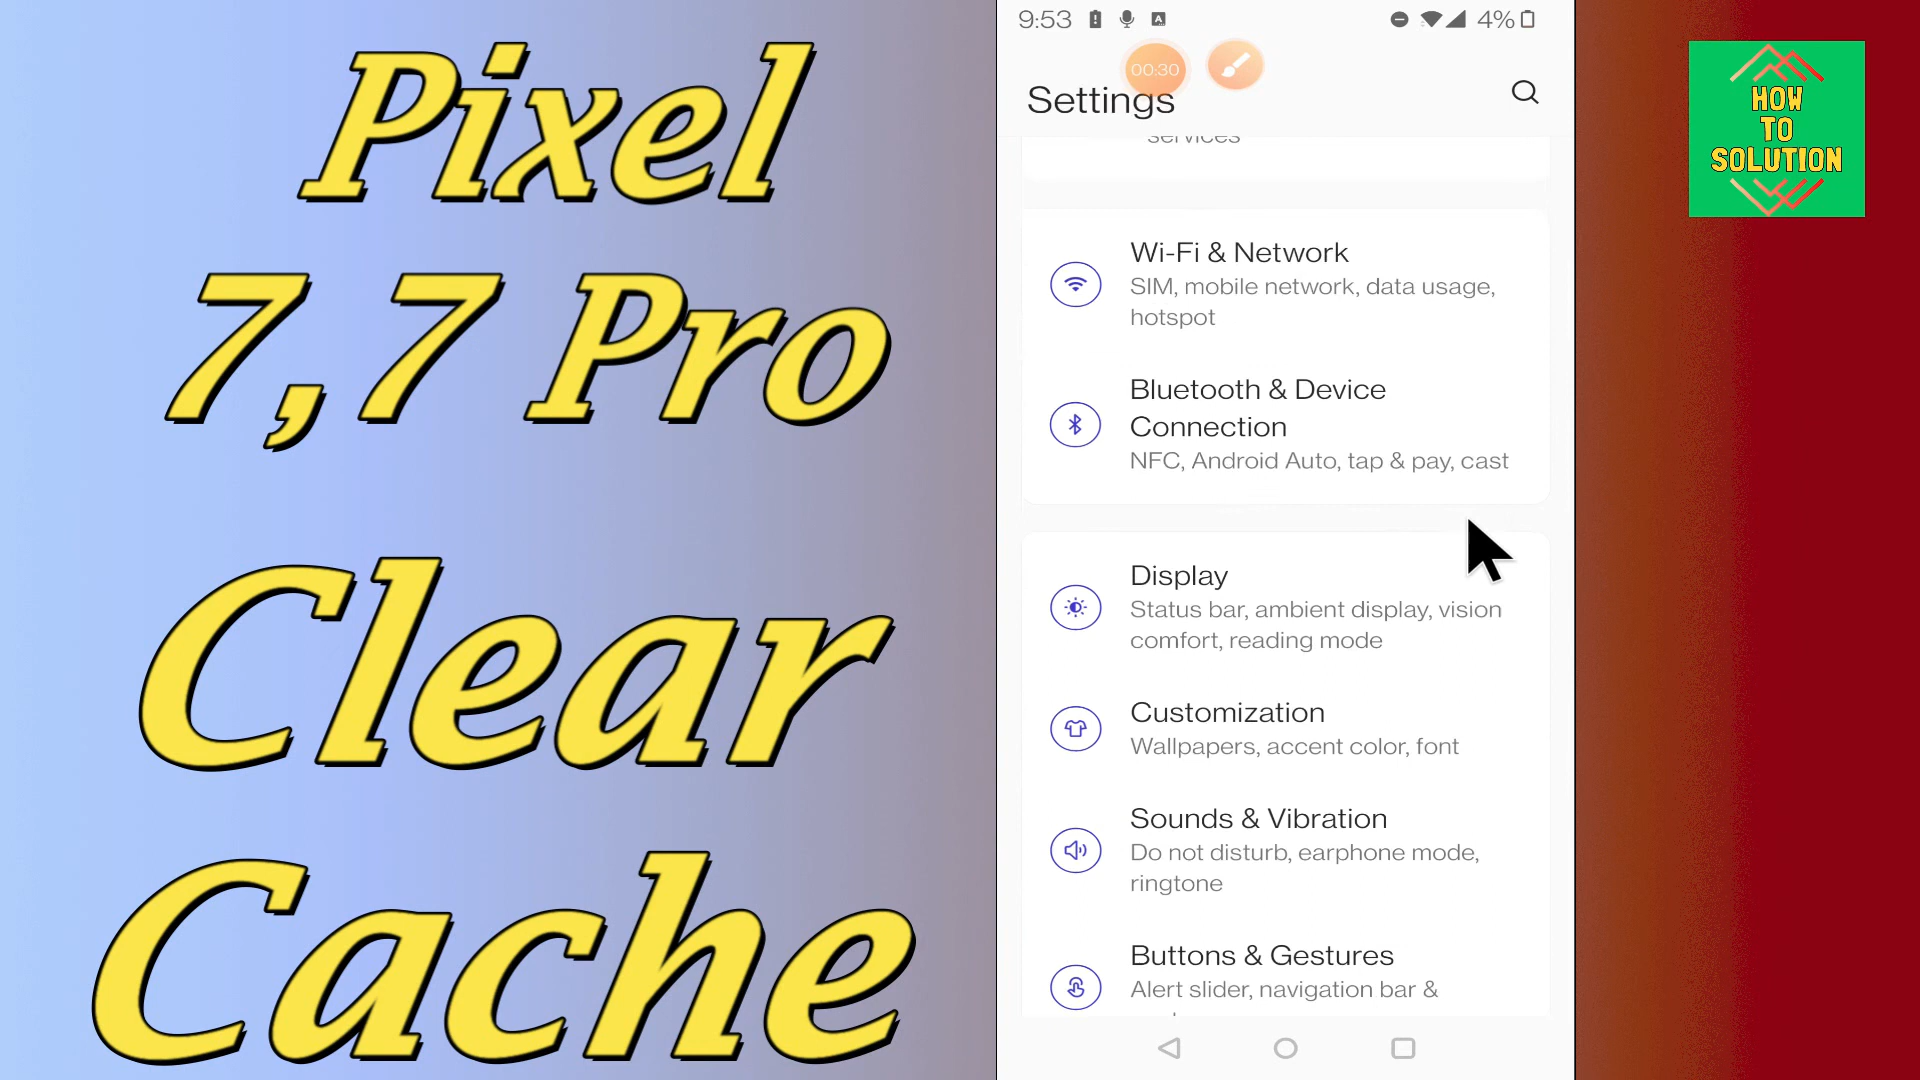 Pixel
7,7 Pro
Clear
Cache
9:53
4%
00:30
Settings
services
Wi-Fi & Network
SIM, mobile network, data usage,
hotspot
Bluetooth & Device
Connection
NFC, Android Auto, tap & pay, cast
Display
Status bar, ambient display, vision
comfort, reading mode
Customization
Wallpapers, accent color, font
Sounds & Vibration
Do not disturb, earphone mode,
ringtone
Buttons & Gestures
Alert slider, navigation bar &
HOW
TO
SOLUTION